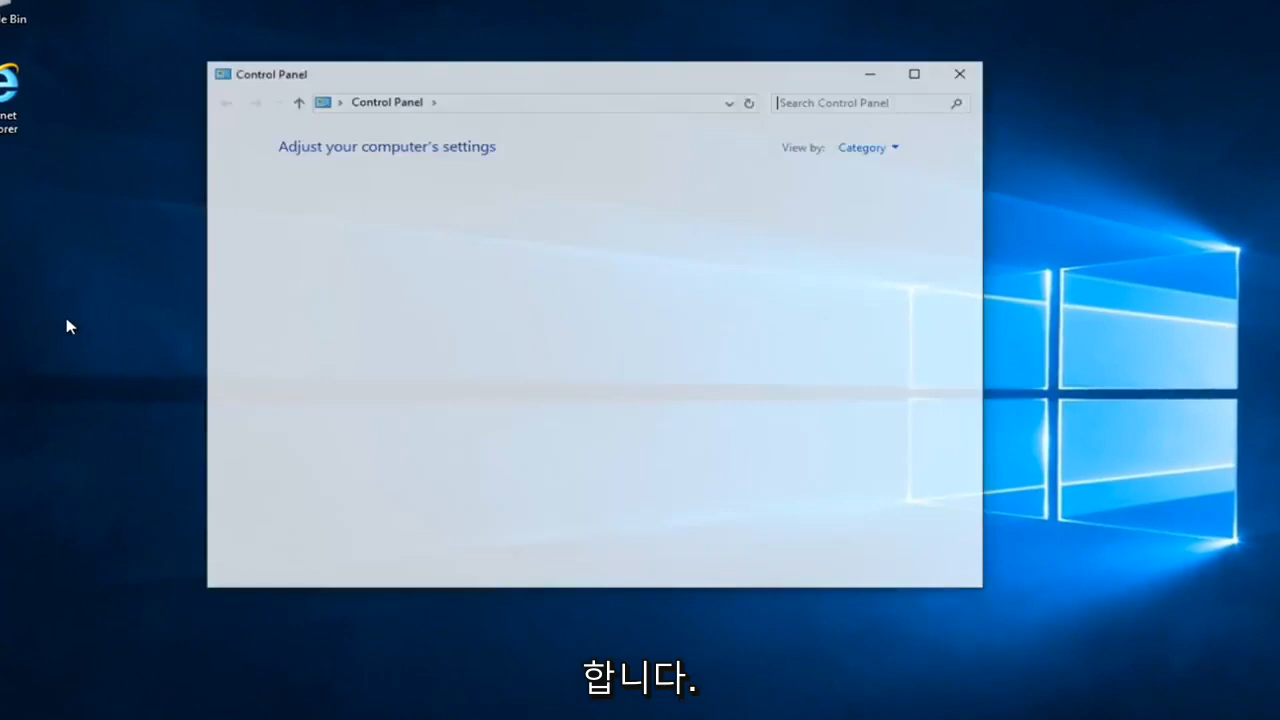 e Bin
net
orer
Control Panel
Control Panel
Search Control Panel
Adjust your computer's settings
View by: Category
합니다.